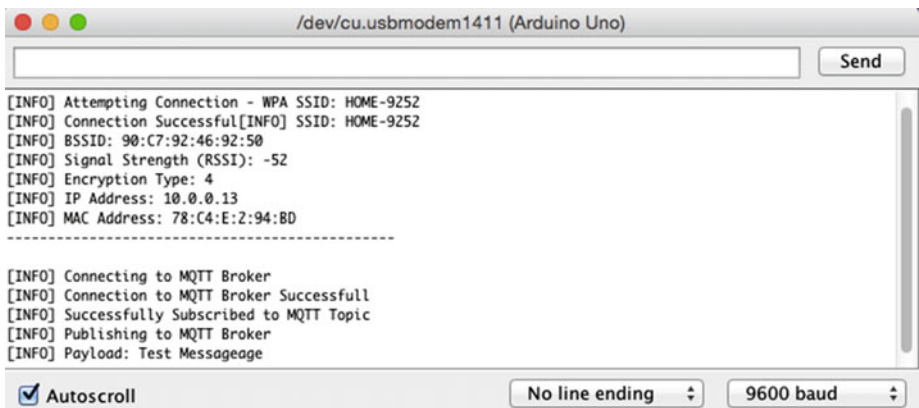 /dev/cu.usbmodem1411 (Arduino Uno)
Send
[INFO] Attempting Connection - WPA SSID: HOME-9252
[INFO] Connection Successful[INFO] SSID: HOME-9252
[INFO] BSSID: 90:C7:92:46:92:50
[INFO] Signal Strength (RSSI): -52
[INFO] Encryption Type: 4
[INFO] IP Address: 10.0.0.13
[INFO] MAC Address: 78:C4:E:2:94:BD
-----------------------------------------------
[INFO] Connecting to MQTT Broker
[INFO] Connection to MQTT Broker Successfull
[INFO] Successfully Subscribed to MQTT Topic
[INFO] Publishing to MQTT Broker
[INFO] Payload: Test Messageage
Autoscroll
No line ending
9600 baud